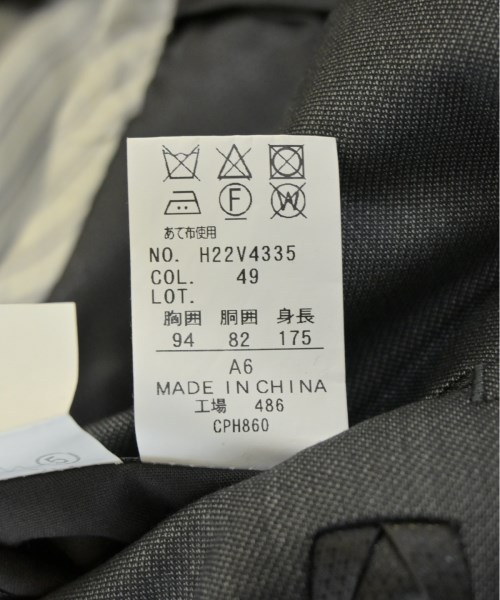 F W
あて布使用
NO. H22V4335
COL. 49
LOT.
胸囲 胴囲 身長
94 82 175
A6
MADE IN CHINA
工場 486
CPH860
5